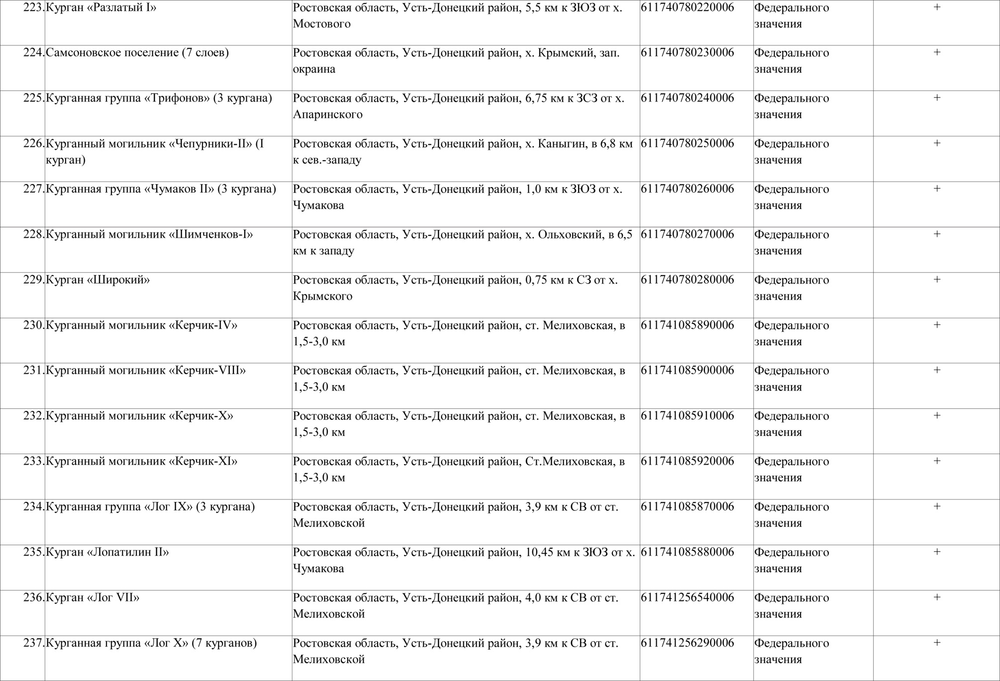 223. Курган «Разлатый I» Ростовская область, Усть-Донецкий район, 5,5 км к ЗЮЗ от х. 611740780220006 Федерального +
Мостового значения
224. Самсоновское поселение (7 слоев) Ростовская область, Усть-Донецкий район, х. Крымский, зап. 611740780230006 Федерального +
окраина значения
225. Курганная группа «Трифонов» (3 кургана) Ростовская область, Усть-Донецкий район, 6,75 км к ЗСЗ от х. 611740780240006 Федерального +
Апаринского значения
226. Курганный могильник «Чепурники-II» (I Ростовская область, Усть-Донецкий район, х. Каныгин, в 6,8 км 611740780250006 Федерального +
курган) к сев.-западу значения
227. Курганная группа «Чумаков II» (3 кургана) Ростовская область, Усть-Донецкий район, 1,0 км к ЗЮЗ от х. 611740780260006 Федерального +
Чумакова значения
228. Курганный могильник «Шимченков-I» Ростовская область, Усть-Донецкий район, х. Ольховский, в 6,5 611740780270006 Федерального +
км к западу значения
229. Курган «Широкий» Ростовская область, Усть-Донецкий район, 0,75 км к СЗ от х. 611740780280006 Федерального +
Крымского значения
230. Курганный могильник «Керчик-IV» Ростовская область, Усть-Донецкий район, ст. Мелиховская, в 611741085890006 Федерального +
1,5-3,0 км значения
231. Курганный могильник «Керчик-VIII» Ростовская область, Усть-Донецкий район, ст. Мелиховская, в 611741085900006 Федерального +
1,5-3,0 км значения
232. Курганный могильник «Керчик-X» Ростовская область, Усть-Донецкий район, ст. Мелиховская, в 611741085910006 Федерального +
1,5-3,0 км значения
233. Курганный могильник «Керчик-XI» Ростовская область, Усть-Донецкий район, Ст.Мелиховская, в 611741085920006 Федерального +
1,5-3,0 км значения
234. Курганная группа «Лог IX» (3 кургана) Ростовская область, Усть-Донецкий район, 3,9 км к СВ от ст. 611741085870006 Федерального +
Мелиховской значения
235. Курган «Лопатилин II» Ростовская область, Усть-Донецкий район, 10,45 км к ЗЮЗ от х. 611741085880006 Федерального +
Чумакова значения
236. Курган «Лог VII» Ростовская область, Усть-Донецкий район, 4,0 км к СВ от ст. 611741256540006 Федерального +
Мелиховской значения
237. Курганная группа «Лог X» (7 курганов) Ростовская область, Усть-Донецкий район, 3,9 км к СВ от ст. 611741256290006 Федерального +
Мелиховской значения